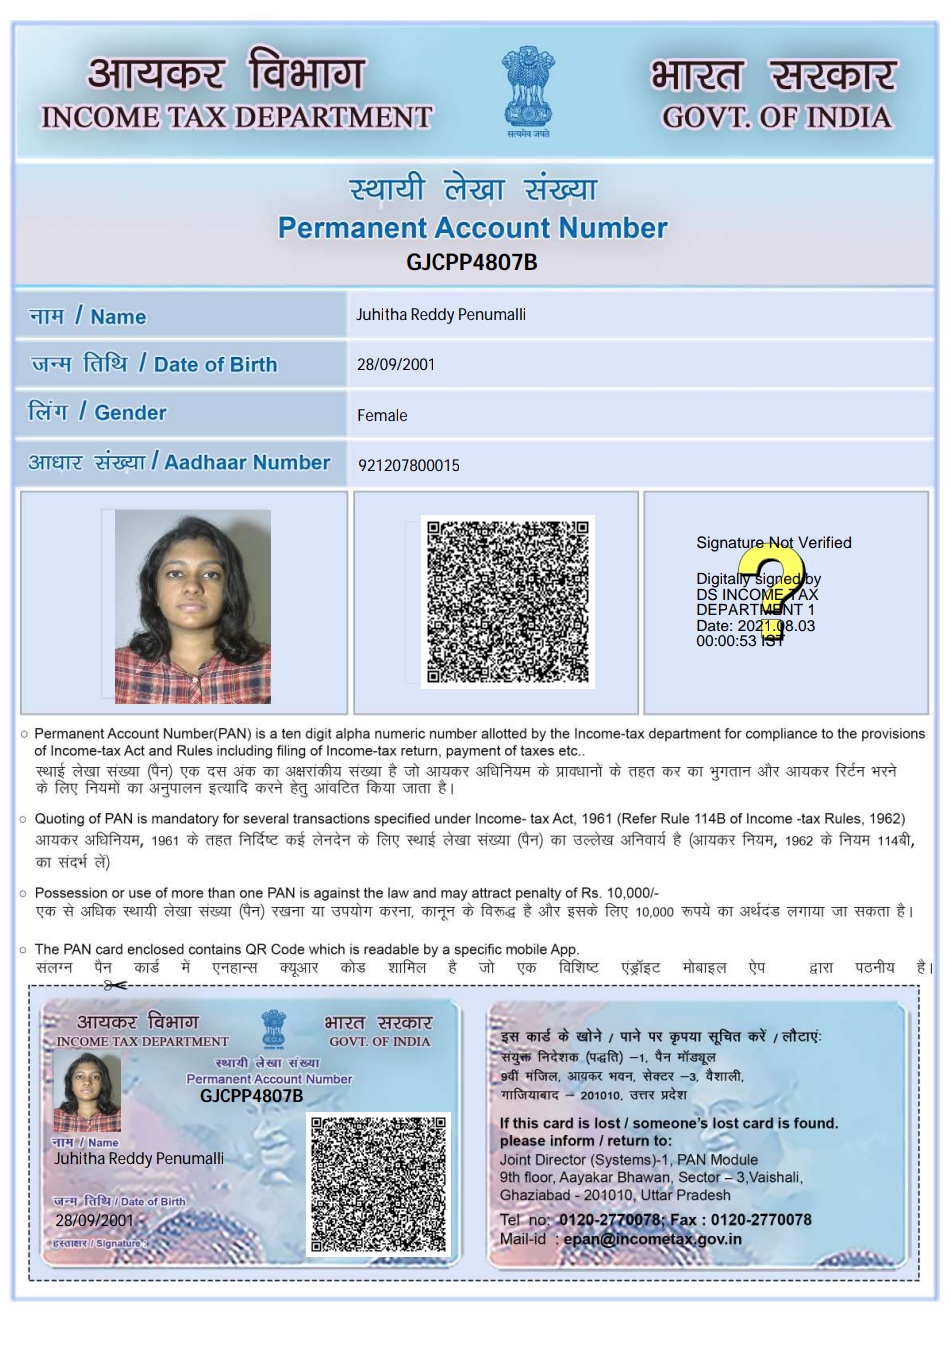 आयकर विभाग
INCOME TAX DEPARTMENT
सत्यमेव जयते
भारत सरकार
GOVT. OF INDIA
स्थायी लेखा संख्या
Permanent Account Number
GJCPP4807B
नाम / Name
Juhitha Reddy Penumalli
जन्म तिथि / Date of Birth
28/09/2001
लिंग / Gender
Female
आधार संख्या / Aadhaar Number
921207800015
Signature Not Verified
Digitally signed by
DS INCOME TAX
DEPARTMENT 1
Date: 2021.08.03
00:00:53 IST
Permanent Account Number(PAN) is a ten digit alpha numeric number allotted by the Income-tax department for compliance to the provisions
of Income-tax Act and Rules including filing of Income-tax return, payment of taxes etc..
स्थाई लेखा संख्या (पैन) एक दस अंक का अक्षरांकीय संख्या है जो आयकर अधिनियम के प्रावधानों के तहत कर का भुगतान और आयकर रिर्टन भरने
के लिए नियमों का अनुपालन इत्यादि करने हेतु आंवटित किया जाता है।
Quoting of PAN is mandatory for several transactions specified under Income- tax Act, 1961 (Refer Rule 114B of Income -tax Rules, 1962)
आयकर अधिनियम, 1961 के तहत निर्दिष्ट कई लेनदेन के लिए स्थाई लेखा संख्या (पैन) का उल्लेख अनिवार्य है (आयकर नियम, 1962 के नियम 114बी,
का संदर्भ लें)
Possession or use of more than one PAN is against the law and may attract penalty of Rs. 10,000/-
एक से अधिक स्थायी लेखा संख्या (पैन) रखना या उपयोग करना, कानून के विरूद्ध है और इसके लिए 10,000 रूपये का अर्थदंड लगाया जा सकता है।
The PAN card enclosed contains QR Code which is readable by a specific mobile App.
संलग्न पैन कार्ड में एनहान्स क्यूआर कोड शामिल है जो एक विशिष्ट एंड्रॉइट मोबाइल ऐप द्वारा पठनीय है।
आयकर विभाग
INCOME TAX DEPARTMENT
भारत सरकार
GOVT. OF INDIA
स्थायी लेखा संख्या
Permanent Account Number
GJCPP4807B
नाम / Name
Juhitha Reddy Penumalli
जन्म तिथि / Date of Birth
28/09/2001
हस्ताक्षर / Signature :
इस कार्ड के खोने / पाने पर कृपया सूचित करें / लौटाएं:
संयुक्त निदेशक (पद्धति) –1, पैन मॉड्यूल
9वीं मंजिल, आयकर भवन, सेक्टर –3, वैशाली,
गाजियाबाद – 201010, उत्तर प्रदेश
If this card is lost / someone's lost card is found.
please inform / return to:
Joint Director (Systems)-1, PAN Module
9th floor, Aayakar Bhawan, Sector – 3,Vaishali,
Ghaziabad - 201010, Uttar Pradesh
Tel no: 0120-2770078; Fax : 0120-2770078
Mail-id : epan@incometax.gov.in